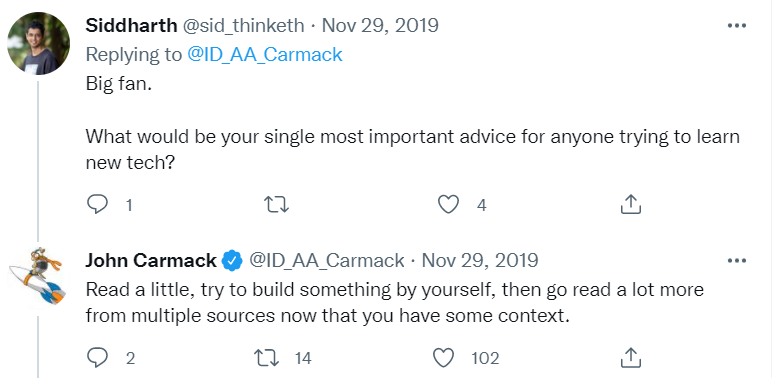 Siddharth @sid_thinketh · Nov 29, 2019
Replying to @ID_AA_Carmack
Big fan.
What would be your single most important advice for anyone trying to learn
new tech?
1 4
John Carmack @ID_AA_Carmack · Nov 29, 2019
Read a little, try to build something by yourself, then go read a lot more
from multiple sources now that you have some context.
2 14 102